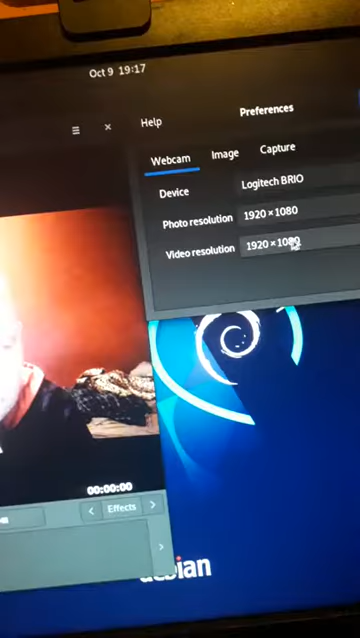 Oct 9 19:17
Help
Preferences
Webcam Image Capture
Device Logitech BRIO
Photo resolution 1920×1080
Video resolution 1920×1080
00:00:00
Effects
debian